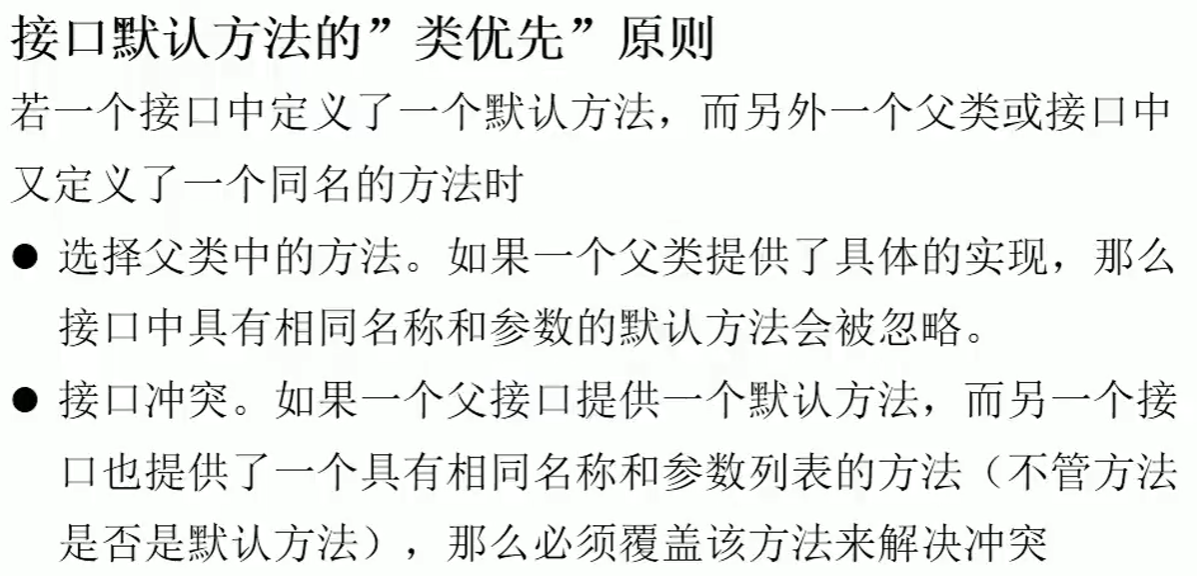 接口默认方法的”类优先”原则
若一个接口中定义了一个默认方法，而另外一个父类或接口中
又定义了一个同名的方法时
● 选择父类中的方法。如果一个父类提供了具体的实现，那么
接口中具有相同名称和参数的默认方法会被忽略。
● 接口冲突。如果一个父接口提供一个默认方法，而另一个接
口也提供了一个具有相同名称和参数列表的方法（不管方法
是否是默认方法），那么必须覆盖该方法来解决冲突